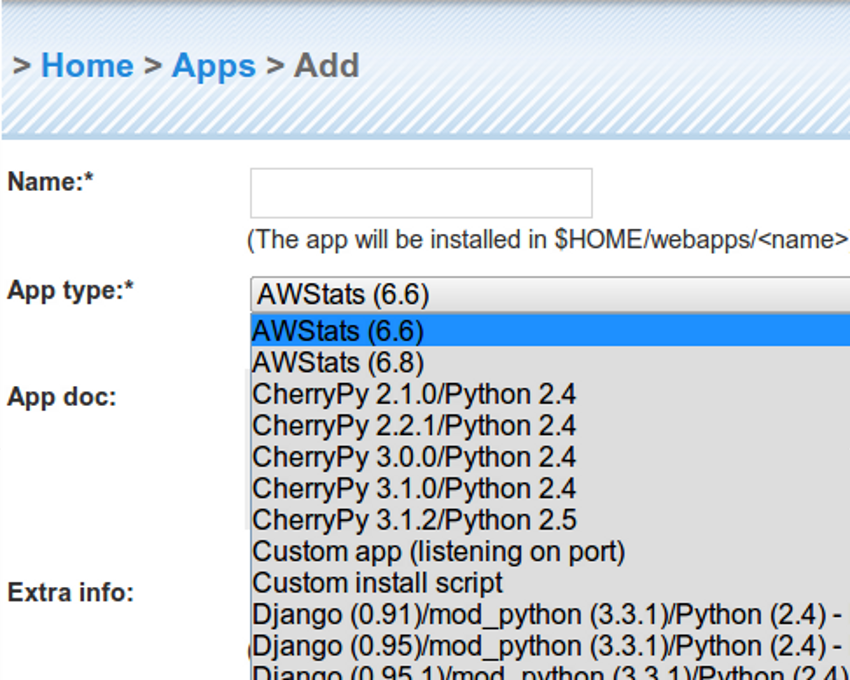 > Home > Apps > Add
Name:*
(The app will be installed in $HOME/webapps/<name>
App type:*
AWStats (6.6)
AWStats (6.6)
AWStats (6.8)
CherryPy 2.1.0/Python 2.4
App doc:
CherryPy 2.2.1/Python 2.4
CherryPy 3.0.0/Python 2.4
CherryPy 3.1.0/Python 2.4
CherryPy 3.1.2/Python 2.5
Custom app (listening on port)
Custom install script
Extra info:
Django (0.91)/mod_python (3.3.1)/Python (2.4) -
Django (0.95)/mod_python (3.3.1)/Python (2.4) -
Django (0.95.1)/mod_python (3.3.1)/Python (2.4)